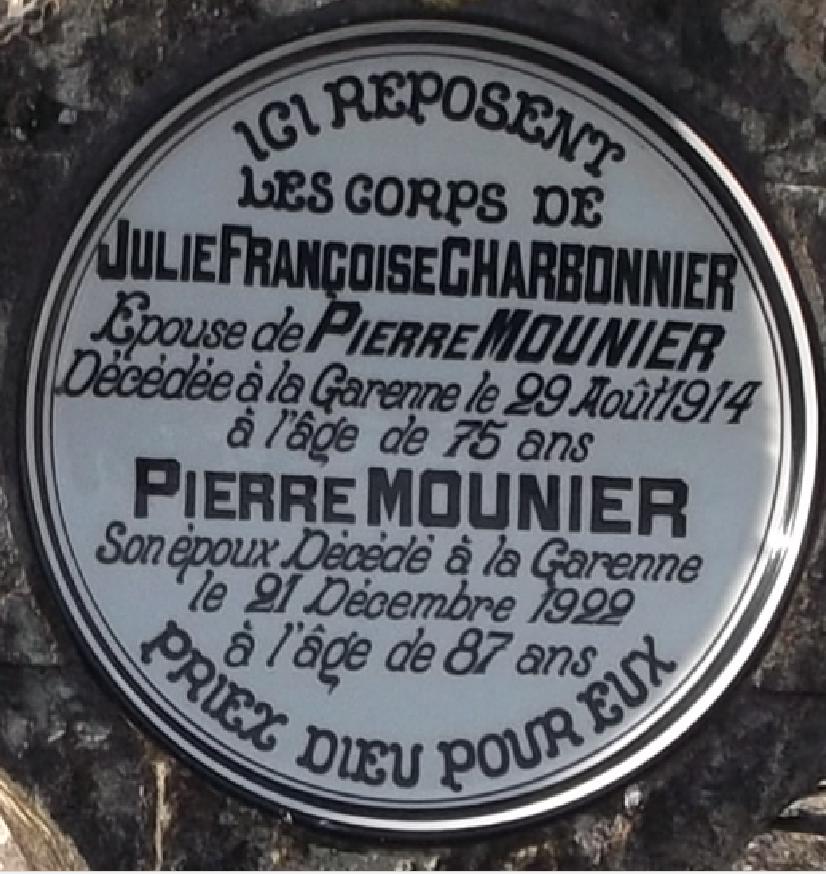 ICI REPOSENT
LES CORPS DE
JULIE FRANÇOISE CHARBONNIER
Epouse de PIERRE MOUNIER
Décédée à la Garenne le 29 Août 1914
à l'âge de 75 ans
PIERRE MOUNIER
Son époux Décédé à la Garenne
le 21 Décembre 1922
à l'âge de 87 ans
PRIEZ DIEU POUR EUX